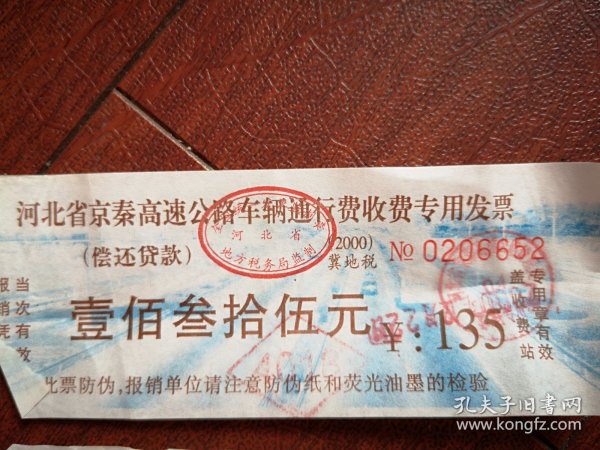 河北省京秦高速公路车辆通行费收费专用发票
(偿还贷款)
河北省
地方税务局监制
(2000)
冀地税
№ 0206652
当次有效
报销凭
壹佰叁拾伍元
¥:135
盖收费站
专用章有效
此票防伪,报销单位请注意防伪纸和荧光油墨的检验
孔夫子旧书网
www.kongfz.com